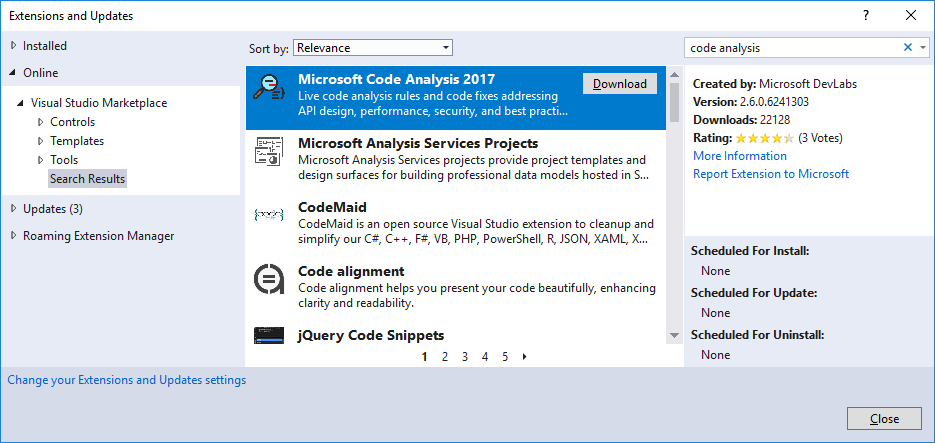 Extensions and Updates
?
Installed
Online
Visual Studio Marketplace
Controls
Templates
Tools
Search Results
Updates (3)
Roaming Extension Manager
Sort by: Relevance
Microsoft Code Analysis 2017
Live code analysis rules and code fixes addressing
API design, performance, security, and best practi...
Download
Microsoft Analysis Services Projects
Microsoft Analysis Services projects provide project templates and
design surfaces for building professional data models hosted in S...
CodeMaid
CodeMaid is an open source Visual Studio extension to cleanup and
simplify our C#, C++, F#, VB, PHP, PowerShell, R, JSON, XAML, X...
Code alignment
Code alignment helps you present your code beautifully, enhancing
clarity and readability.
jQuery Code Snippets
1 2 3 4 5
code analysis
Created by: Microsoft DevLabs
Version: 2.6.0.6241303
Downloads: 22128
Rating: (3 Votes)
More Information
Report Extension to Microsoft
Scheduled For Install:
None
Scheduled For Update:
None
Scheduled For Uninstall:
None
Change your Extensions and Updates settings
Close